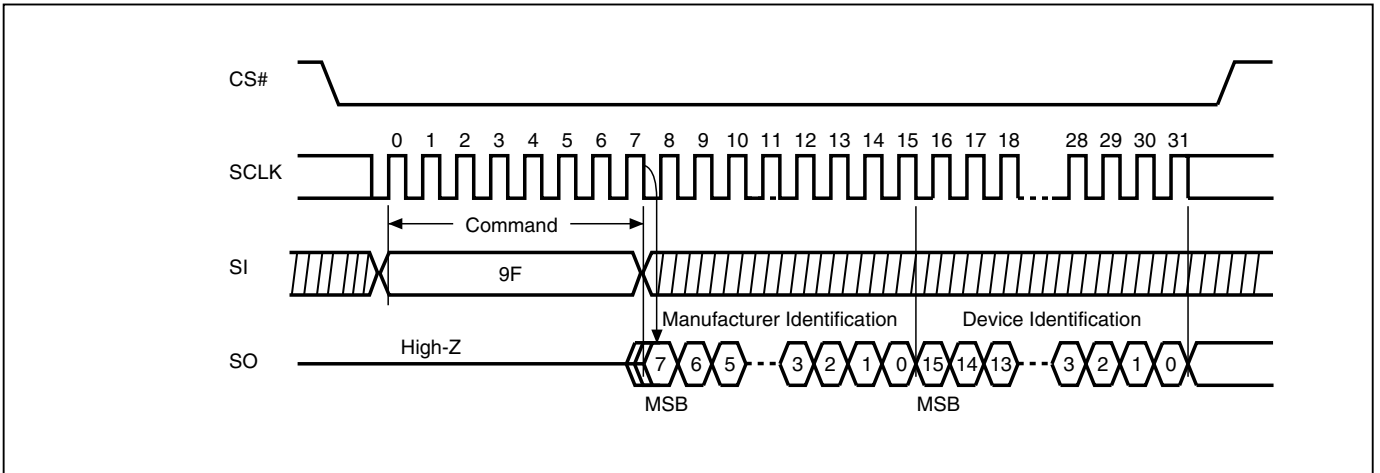 CS#
0 1 2 3 4 5 6 7 8 9 10 11 12 13 14 15 16 17 18 28 29 30 31
SCLK
Command
SI
9F
Manufacturer Identification Device Identification
High-Z
SO
7 6 5 3 2 1 0 15 14 13 3 2 1 0
MSB MSB